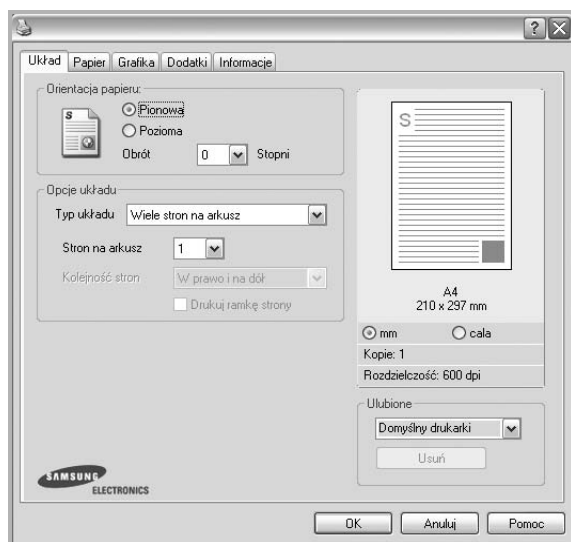 Układ Papier Grafika Dodatki Informacje
Orientacja papieru:
S
Pionowa
Pozioma
Obrót 0 Stopni
Opcje układu
Typ układu Wiele stron na arkusz
Stron na arkusz 1
Kolejność stron W prawo i na dół
Drukuj ramkę strony
S
A4
210 x 297 mm
mm cala
Kopie: 1
Rozdzielczość: 600 dpi
Ulubione
Domyślny drukarki
Usuń
SAMSUNG
ELECTRONICS
OK Anuluj Pomoc